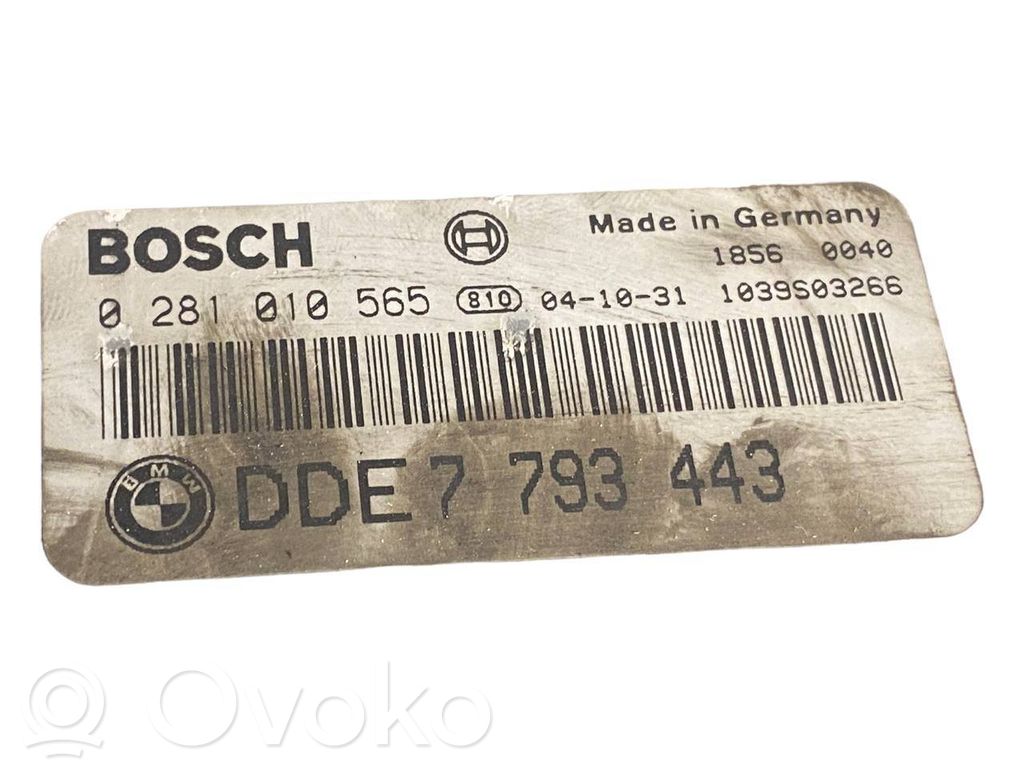 BOSCH Made in Germany
1856 0040
0 281 010 565 810 04-10-31 1039S03266
BMW DDE 7 793 443
Ovoko